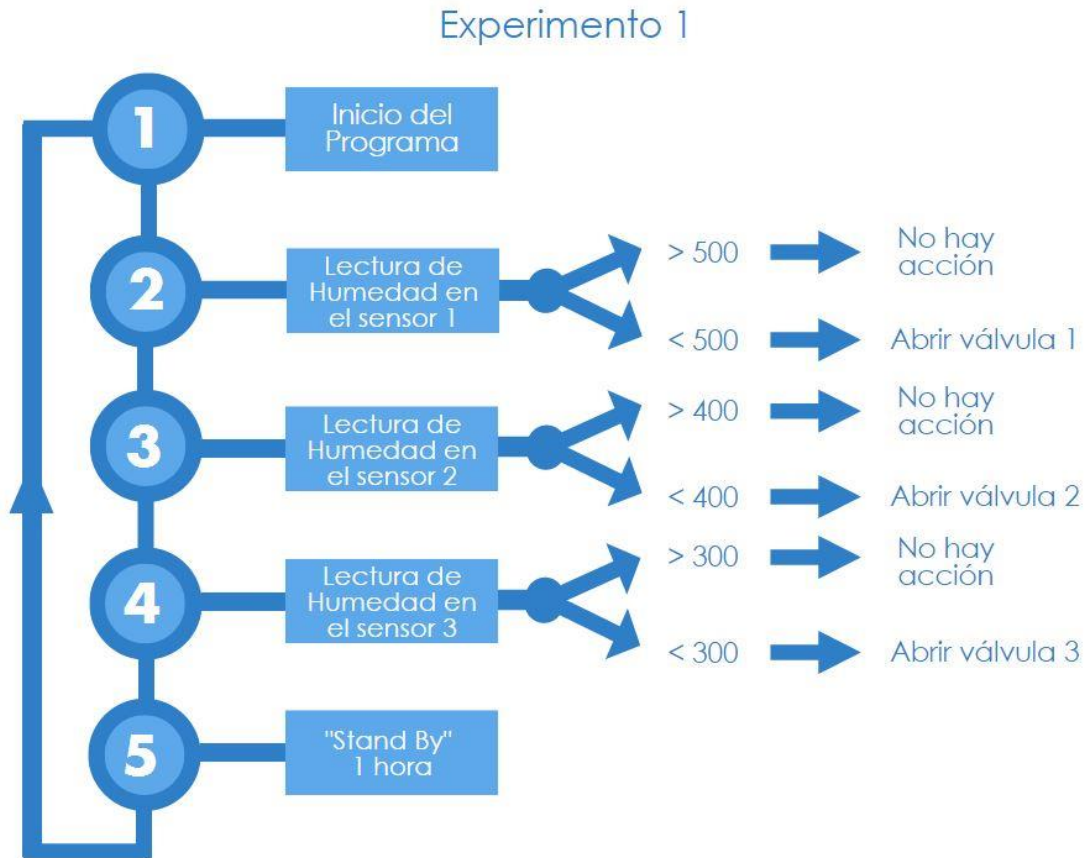 Experimento 1
1
Inicio del
Programa
2
Lectura de
Humedad en
el sensor 1
> 500
No hay
acción
< 500
Abrir válvula 1
3
Lectura de
Humedad en
el sensor 2
> 400
No hay
acción
< 400
Abrir válvula 2
4
Lectura de
Humedad en
el sensor 3
> 300
No hay
acción
< 300
Abrir válvula 3
5
"Stand By"
1 hora